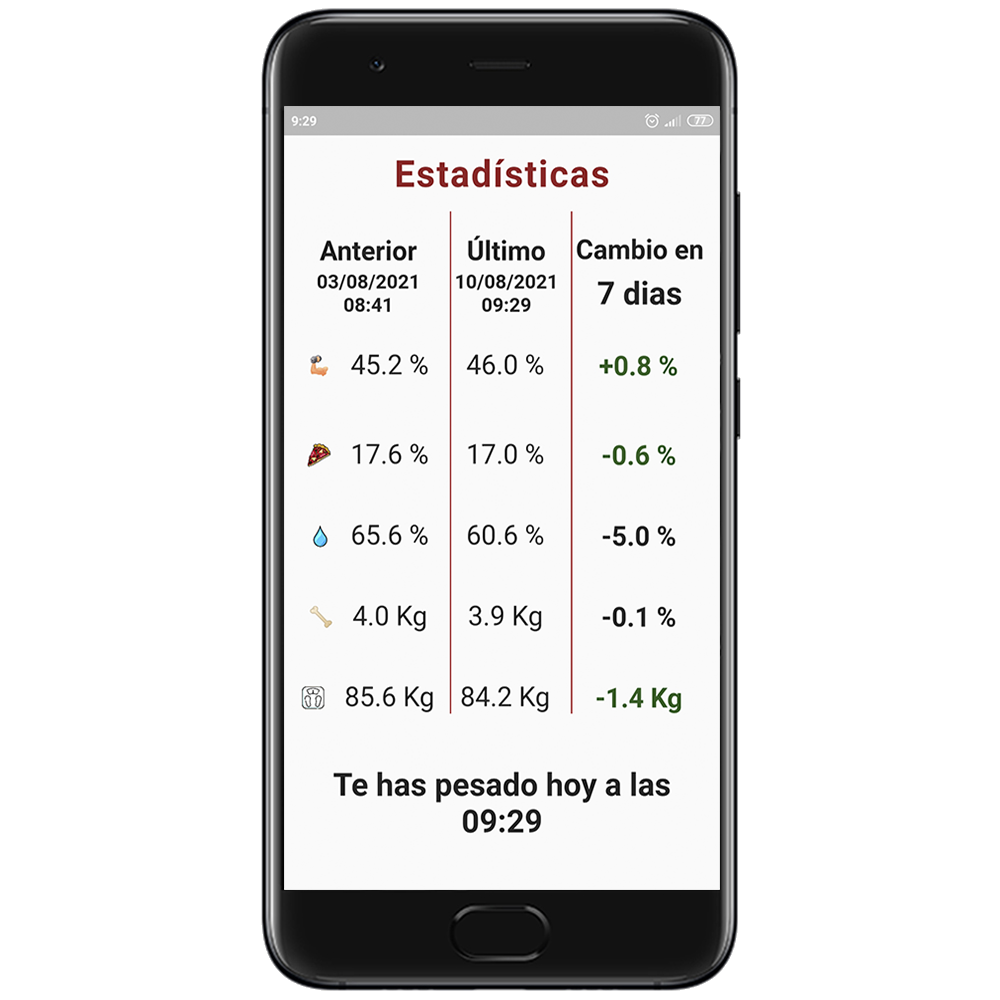 9:29
77
Estadísticas
Anterior
03/08/2021
08:41
Último
10/08/2021
09:29
Cambio en
7 dias
45.2 % 46.0 % +0.8 %
17.6 % 17.0 % -0.6 %
65.6 % 60.6 % -5.0 %
4.0 Kg 3.9 Kg -0.1 %
85.6 Kg 84.2 Kg -1.4 Kg
Te has pesado hoy a las
09:29